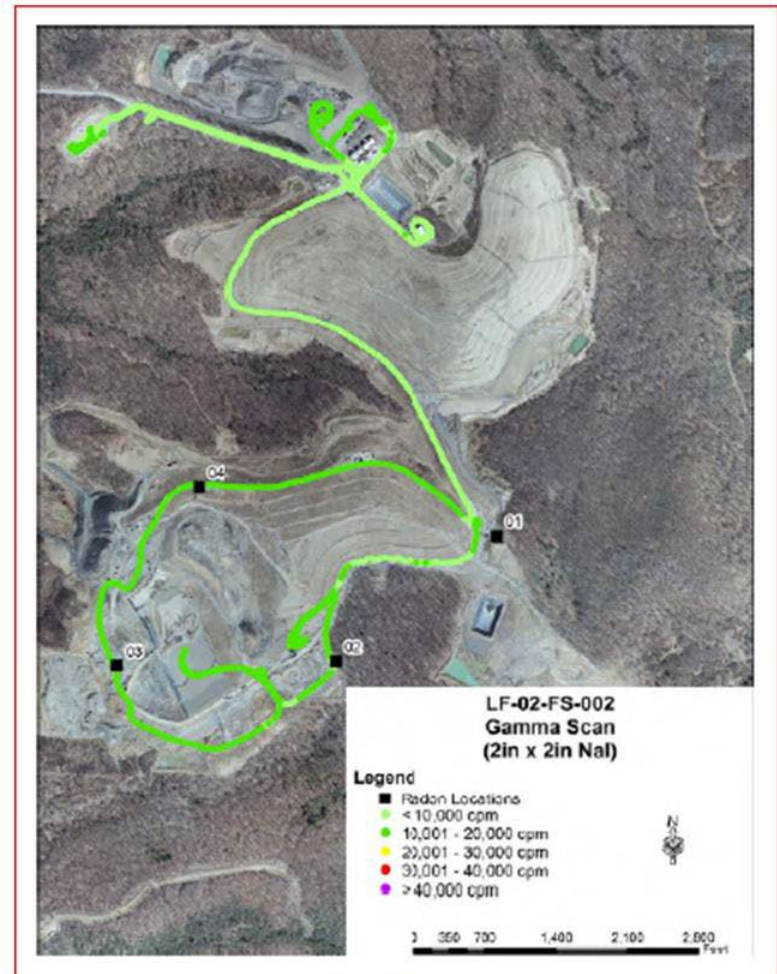 04
01
03
02
LF-02-FS-002
Gamma Scan
(2in x 2in NaI)
Legend
Radon Locations
< 10,000 cpm
10,001 - 20,000 cpm
20,001 - 30,000 cpm
30,001 - 40,000 cpm
> 40,000 cpm
N
0 350 700 1,400 2,100 2,800
Feet